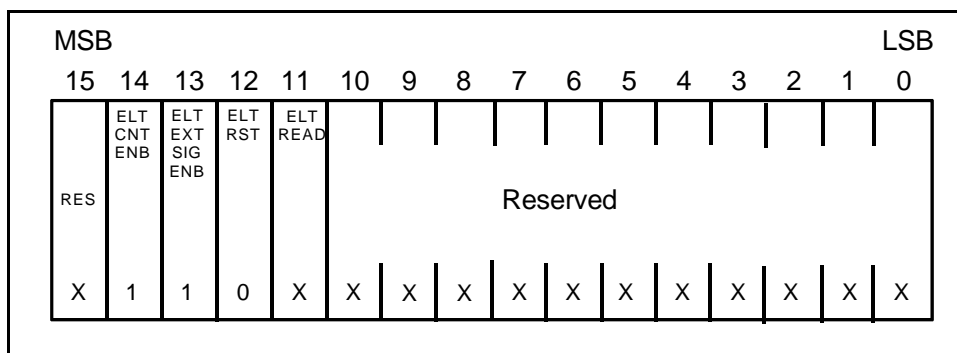 MSB LSB
15 14 13 12 11 10 9 8 7 6 5 4 3 2 1 0
ELT ELT ELT ELT
CNT EXT RST READ
ENB SIG
ENB
RES Reserved
X 1 1 0 X X X X X X X X X X X X